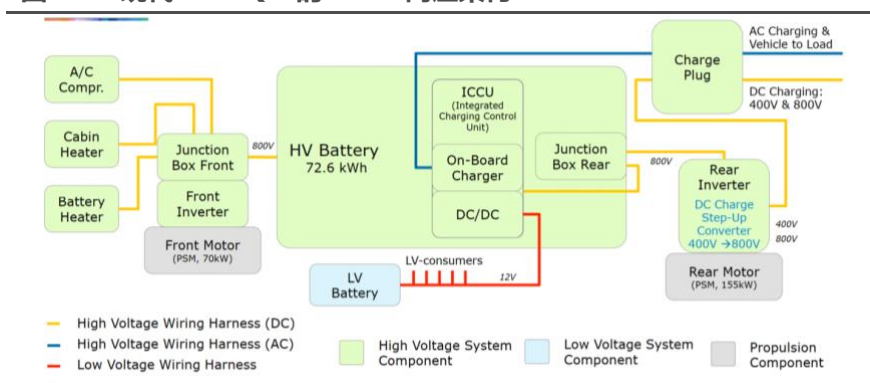 A/C
Compr.
Cabin
Heater
Battery
Heater
Junction
Box Front
Front
Inverter
Front Motor
(PSM, 70kW)
800V
HV Battery
72.6 kWh
ICCU
(Integrated
Charging Control
Unit)
On-Board
Charger
DC/DC
Junction
Box Rear
800V
Charge
Plug
AC Charging &
Vehicle to Load
DC Charging:
400V & 800V
Rear
Inverter
DC Charge
Step-Up
Converter
400V →800V
400V
800V
Rear Motor
(PSM, 155kW)
LV-consumers
12V
LV
Battery
High Voltage Wiring Harness (DC)
High Voltage Wiring Harness (AC)
Low Voltage Wiring Harness
High Voltage System
Component
Low Voltage System
Component
Propulsion
Component